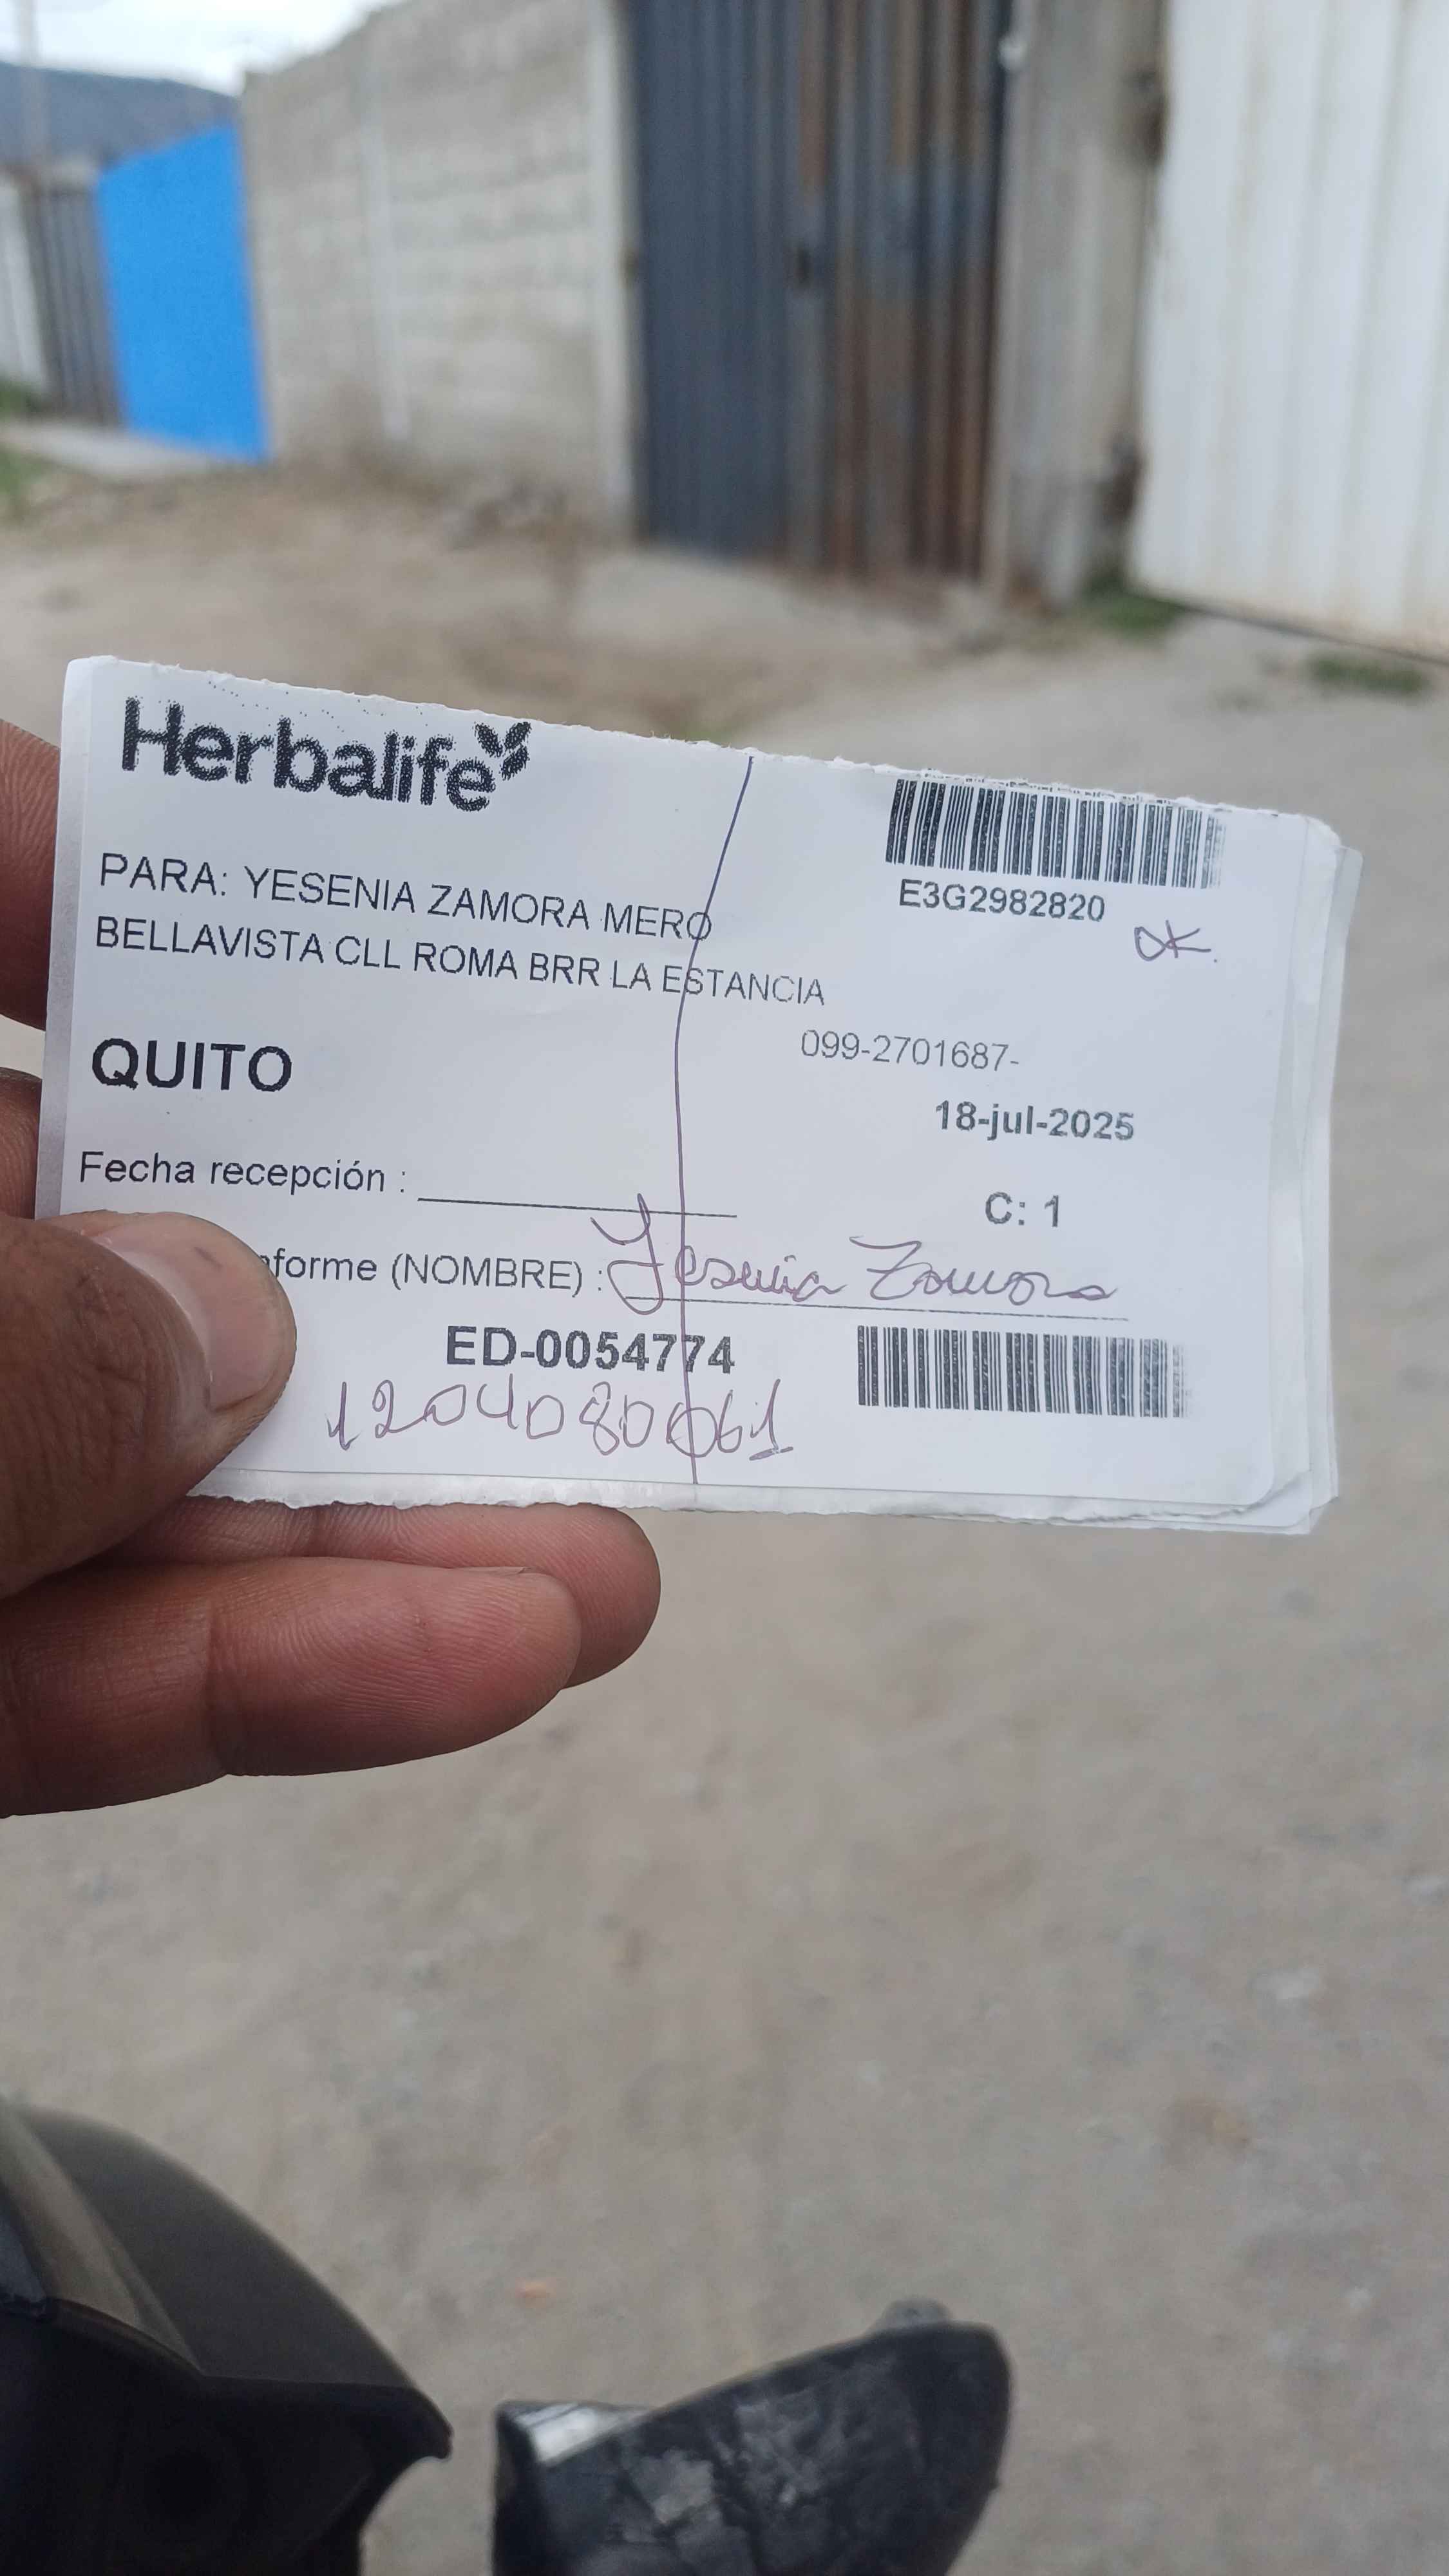 Herbalife
E3G2982820
OK.
PARA: YESENIA ZAMORA MERO
BELLAVISTA CLL ROMA BRR LA ESTANCIA
099-2701687-
QUITO
18-jul-2025
Fecha recepción :
C: 1
nforme (NOMBRE) : Yesenia Zamora
ED-0054774
1204080061